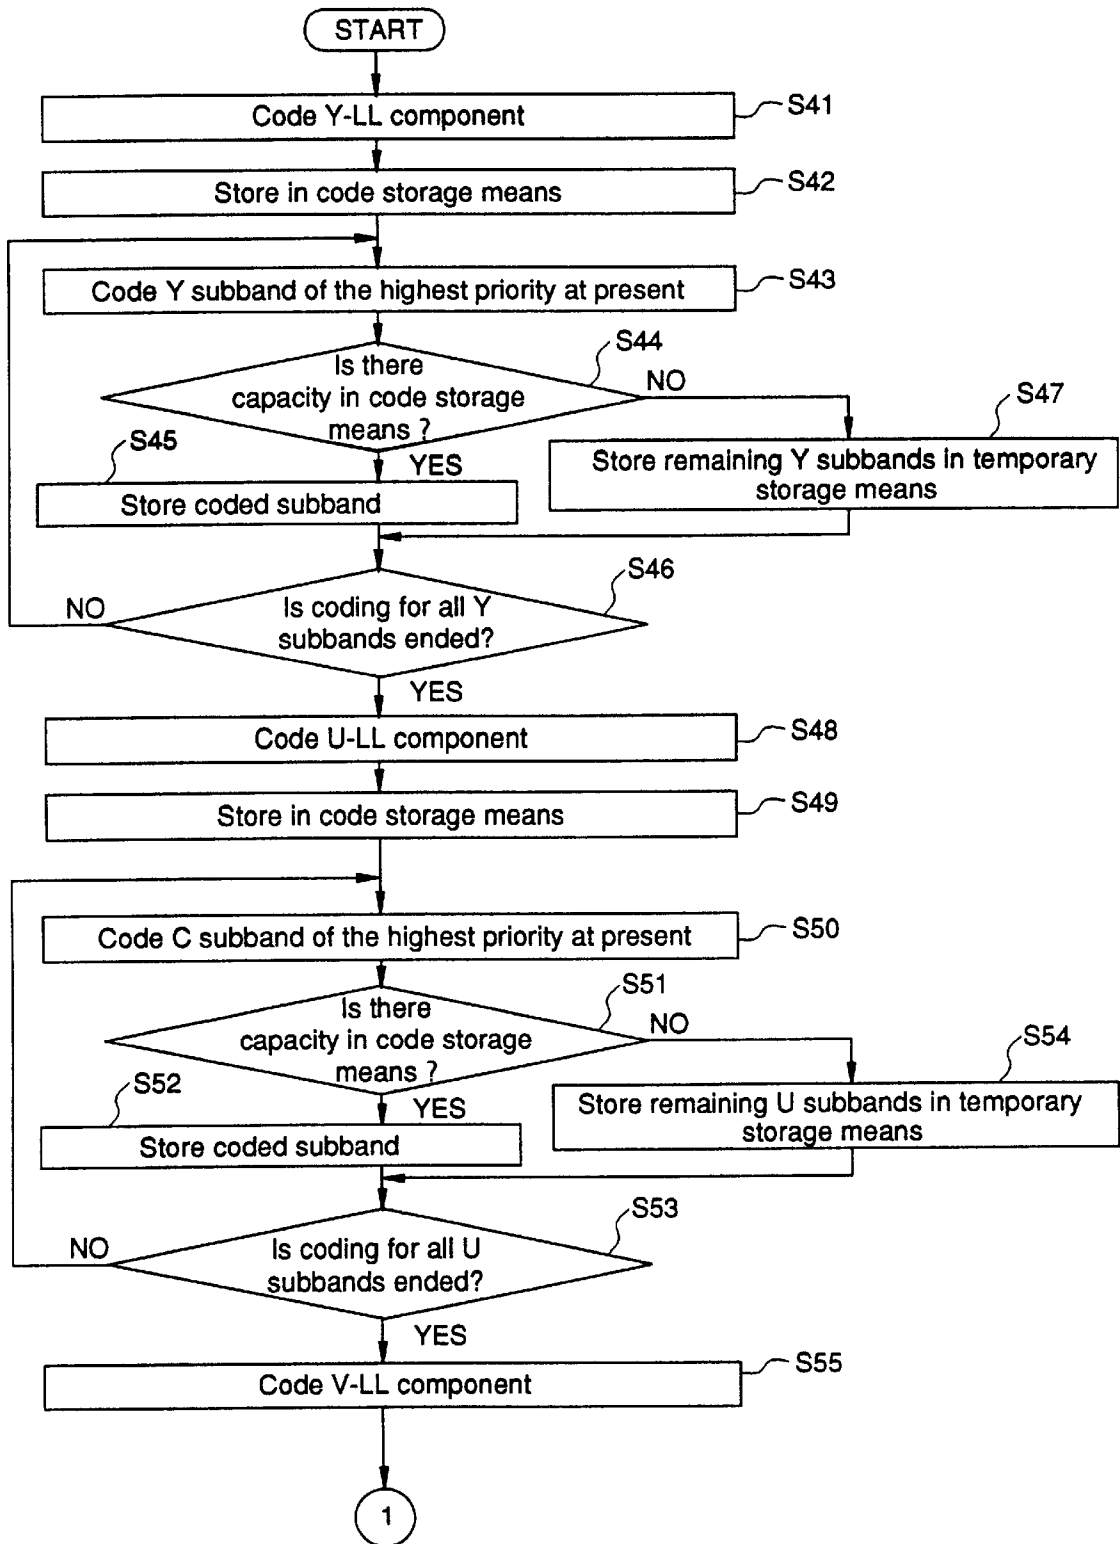 START
Code Y-LL component
S41
Store in code storage means
S42
Code Y subband of the highest priority at present
S43
Is there
capacity in code storage
means ?
S44
NO
YES
S45
Store coded subband
S47
Store remaining Y subbands in temporary
storage means
S46
Is coding for all Y
subbands ended?
NO
YES
Code U-LL component
S48
Store in code storage means
S49
Code C subband of the highest priority at present
S50
Is there
capacity in code storage
means ?
S51
NO
YES
S52
Store coded subband
S54
Store remaining U subbands in temporary
storage means
S53
Is coding for all U
subbands ended?
NO
YES
Code V-LL component
S55
1